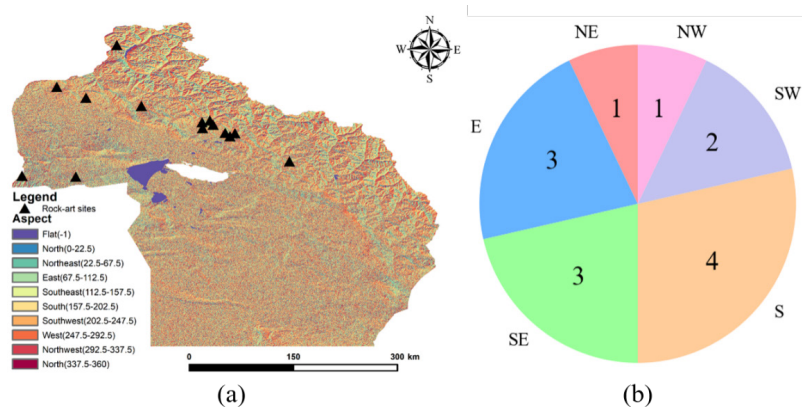 N
W E
S
Legend
Rock-art sites
Aspect
Flat(-1)
North(0-22.5)
Northeast(22.5-67.5)
East(67.5-112.5)
Southeast(112.5-157.5)
South(157.5-202.5)
Southwest(202.5-247.5)
West(247.5-292.5)
Northwest(292.5-337.5)
North(337.5-360)
0 150 300 km
(a)
NE NW
1 1
SW
2
E
3
3
4
S
SE
(b)